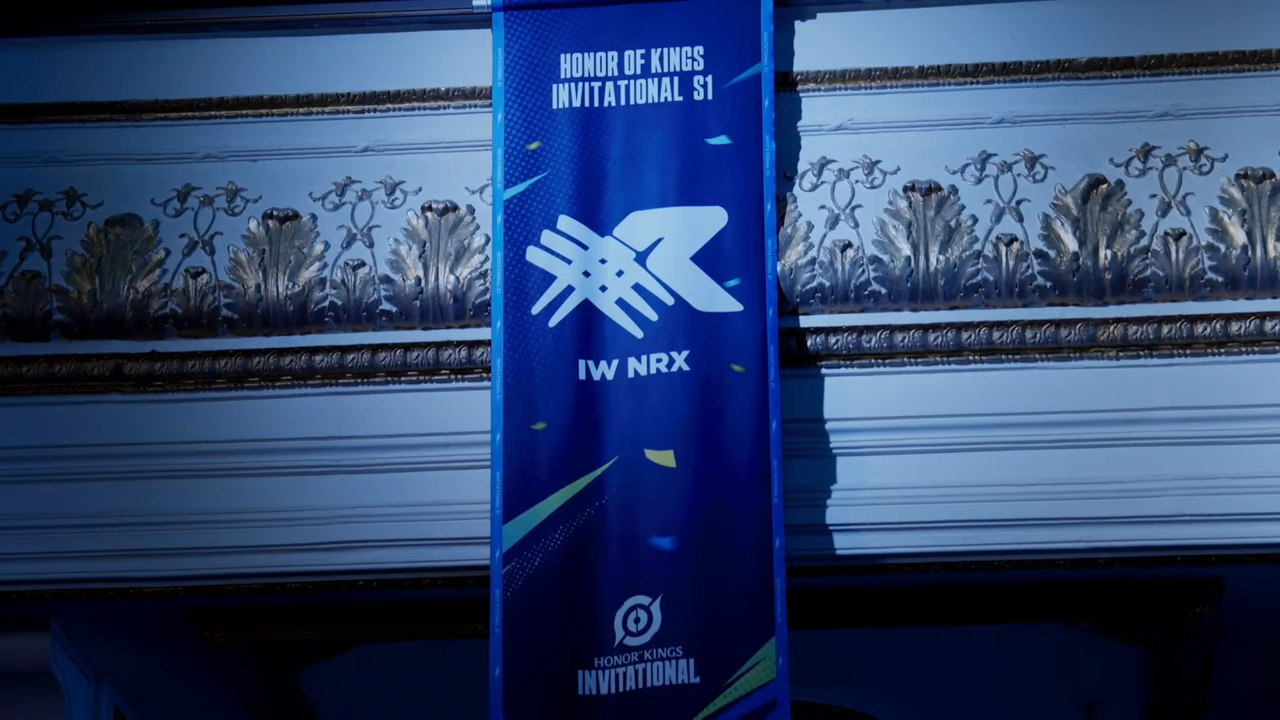 HONOR OF KINGS
INVITATIONAL S1
IW NRX
HONOR OF KINGS
INVITATIONAL